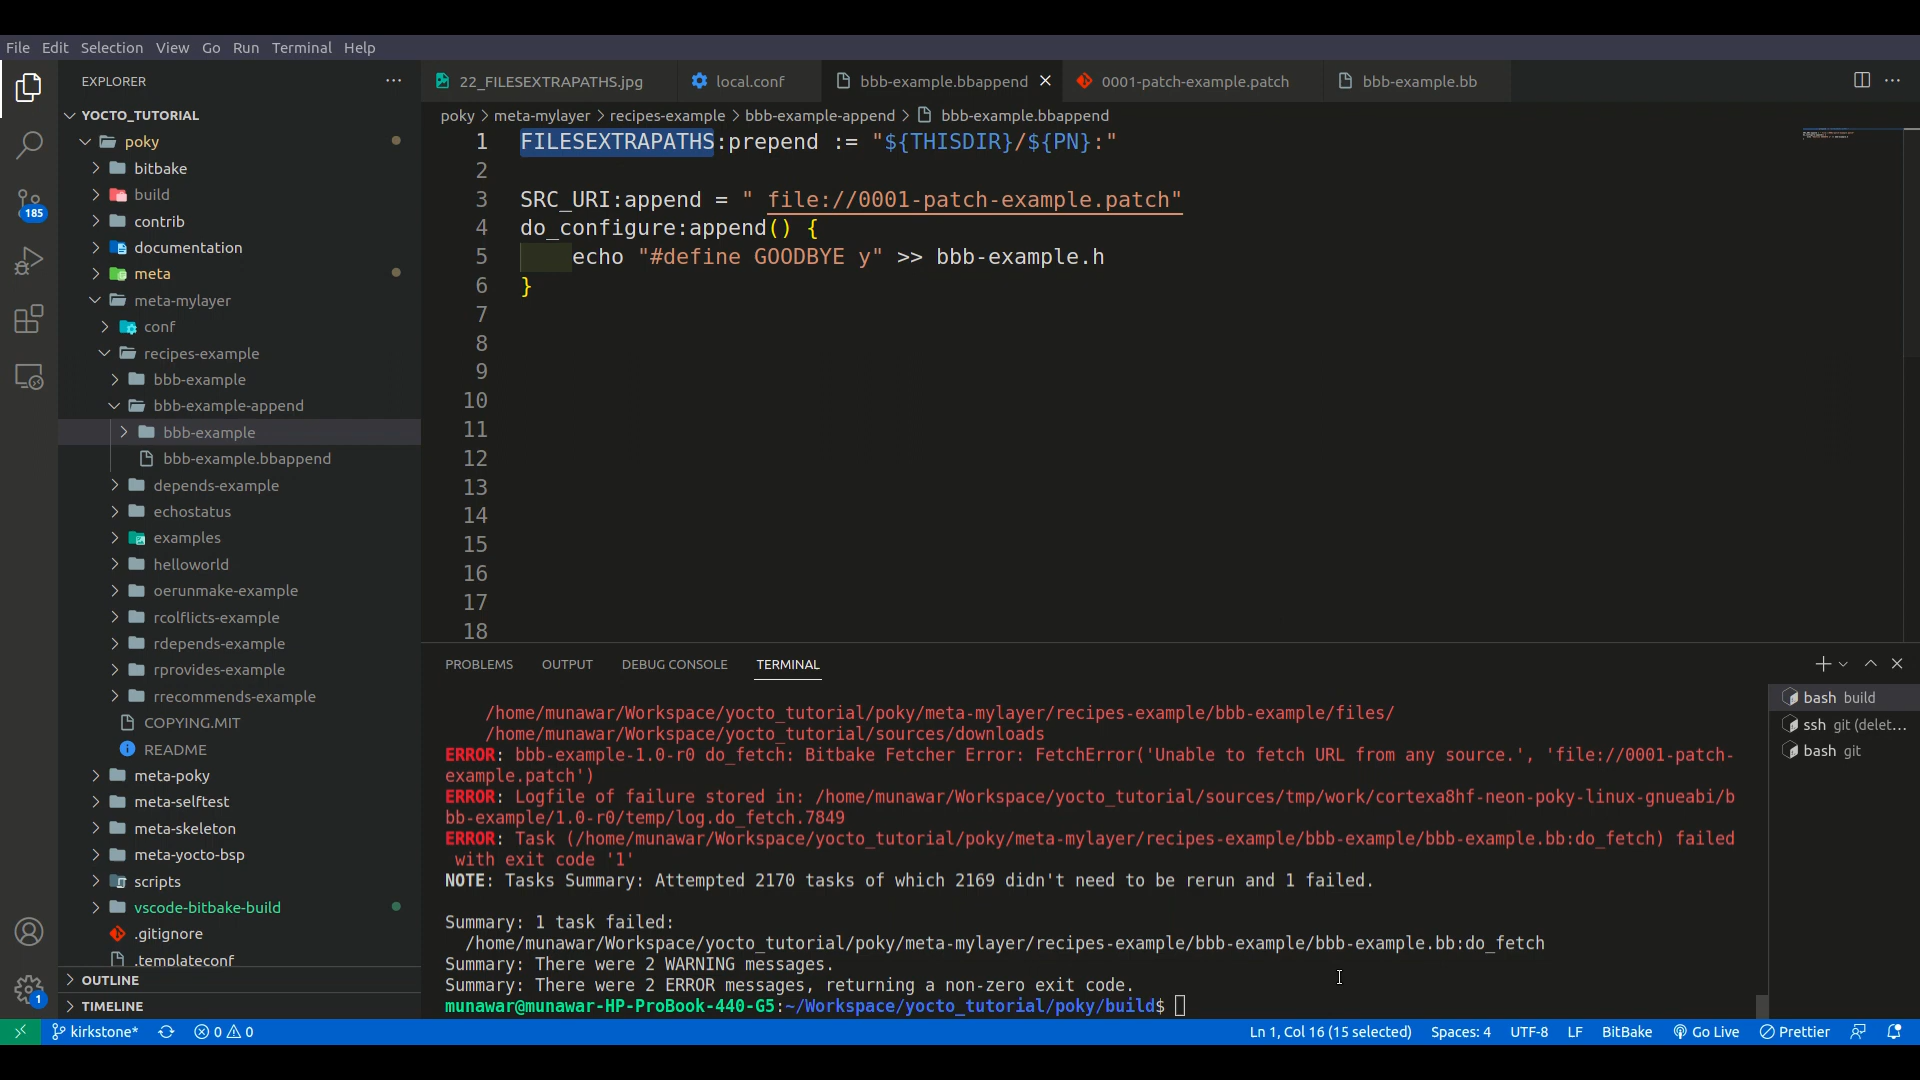 File Edit Selection View Go Run Terminal Help
EXPLORER
YOCTO_TUTORIAL
poky
bitbake
build
contrib
documentation
meta
meta-mylayer
conf
recipes-example
bbb-example
bbb-example-append
bbb-example
bbb-example.bbappend
depends-example
echostatus
examples
helloworld
oerunmake-example
rcolflicts-example
rdepends-example
rprovides-example
rrecommends-example
COPYING.MIT
README
meta-poky
meta-selftest
meta-skeleton
meta-yocto-bsp
scripts
vscode-bitbake-build
.gitignore
.templateconf
OUTLINE
TIMELINE
185
1
22_FILESEXTRAPATHS.jpg local.conf bbb-example.bbappend 0001-patch-example.patch bbb-example.bb
poky > meta-mylayer > recipes-example > bbb-example-append > bbb-example.bbappend
1 FILESEXTRAPATHS:prepend := "${THISDIR}/${PN}:"
2
3 SRC_URI:append = " file://0001-patch-example.patch"
4 do_configure:append() {
5 echo "#define GOODBYE y" >> bbb-example.h
6 }
7
8
9
10
11
12
13
14
15
16
17
18
PROBLEMS OUTPUT DEBUG CONSOLE TERMINAL
/home/munawar/Workspace/yocto_tutorial/poky/meta-mylayer/recipes-example/bbb-example/files/
/home/munawar/Workspace/yocto_tutorial/sources/downloads
ERROR: bbb-example-1.0-r0 do_fetch: Bitbake Fetcher Error: FetchError('Unable to fetch URL from any source.', 'file://0001-patch-
example.patch')
ERROR: Logfile of failure stored in: /home/munawar/Workspace/yocto_tutorial/sources/tmp/work/cortexa8hf-neon-poky-linux-gnueabi/b
bb-example/1.0-r0/temp/log.do_fetch.7849
ERROR: Task (/home/munawar/Workspace/yocto_tutorial/poky/meta-mylayer/recipes-example/bbb-example/bbb-example.bb:do_fetch) failed
with exit code '1'
NOTE: Tasks Summary: Attempted 2170 tasks of which 2169 didn't need to be rerun and 1 failed.
Summary: 1 task failed:
/home/munawar/Workspace/yocto_tutorial/poky/meta-mylayer/recipes-example/bbb-example/bbb-example.bb:do_fetch
Summary: There were 2 WARNING messages.
Summary: There were 2 ERROR messages, returning a non-zero exit code.
munawar@munawar-HP-ProBook-440-G5:~/Workspace/yocto_tutorial/poky/build$
bash build
ssh git (delet...
bash git
kirkstone* 0 0 Ln 1, Col 16 (15 selected) Spaces: 4 UTF-8 LF BitBake Go Live Prettier